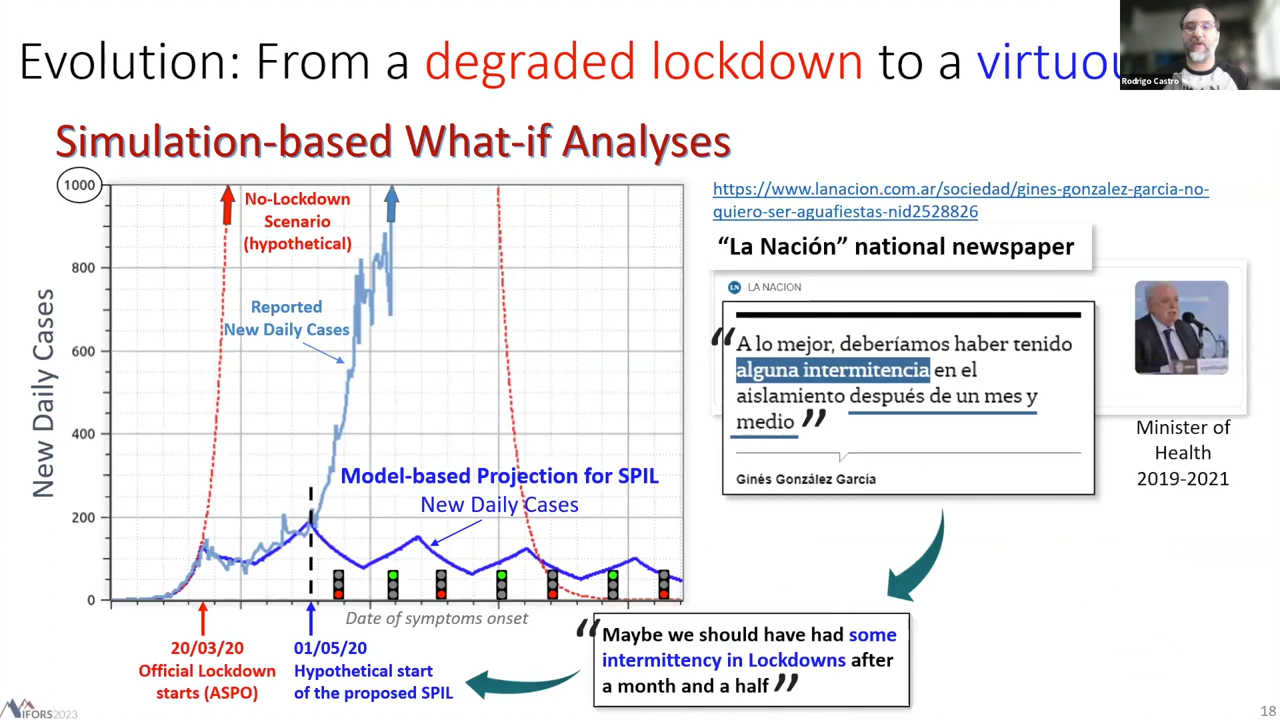 Evolution: From a degraded lockdown to a virtuou
Rodrigo Castro
Simulation-based What-if Analyses
1000
800
600
400
200
0
New Daily Cases
No-Lockdown
Scenario
(hypothetical)
Reported
New Daily Cases
Model-based Projection for SPIL
New Daily Cases
Date of symptoms onset
20/03/20
Official Lockdown
starts (ASPO)
01/05/20
Hypothetical start
of the proposed SPIL
https://www.lanacion.com.ar/sociedad/gines-gonzalez-garcia-no-
quiero-ser-aguafiestas-nid2528826
“La Nación” national newspaper
LN LA NACION
“A lo mejor, deberíamos haber tenido
alguna intermitencia en el
aislamiento después de un mes y
medio”
Ginés González García
Minister of
Health
2019-2021
“Maybe we should have had some
intermittency in Lockdowns after
a month and a half”
IFORS2023
18